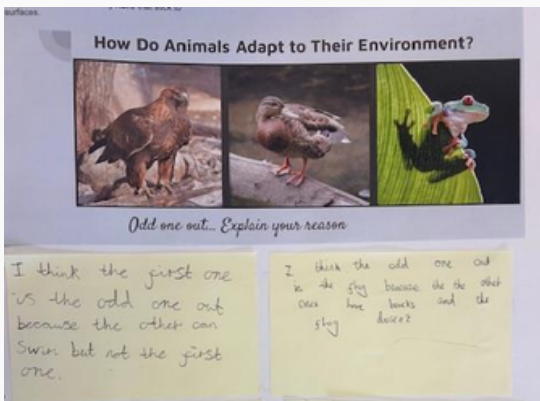 surfaces.
How Do Animals Adapt to Their Environment?
Odd one out... Explain your reason
I think the first one
is the odd one out
because the other can
swim but not the first
one.
I think the odd one out
is the frog because the the other
ones have beaks and the
frog doesn't